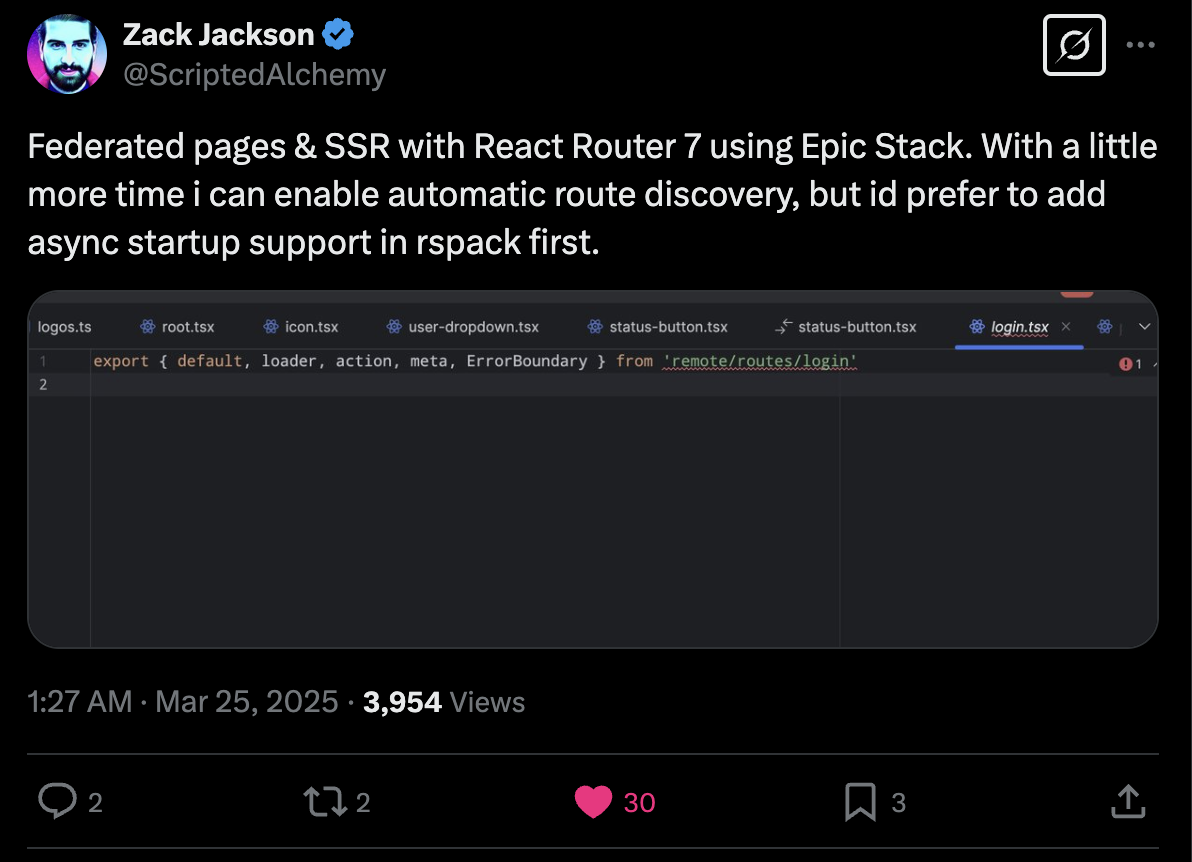 Zack Jackson
@ScriptedAlchemy
Federated pages & SSR with React Router 7 using Epic Stack. With a little
more time i can enable automatic route discovery, but id prefer to add
async startup support in rspack first.
logos.ts root.tsx icon.tsx user-dropdown.tsx status-button.tsx status-button.tsx login.tsx
1 export { default, loader, action, meta, ErrorBoundary } from 'remote/routes/login' 1
2
1:27 AM · Mar 25, 2025 · 3,954 Views
2 2 30 3